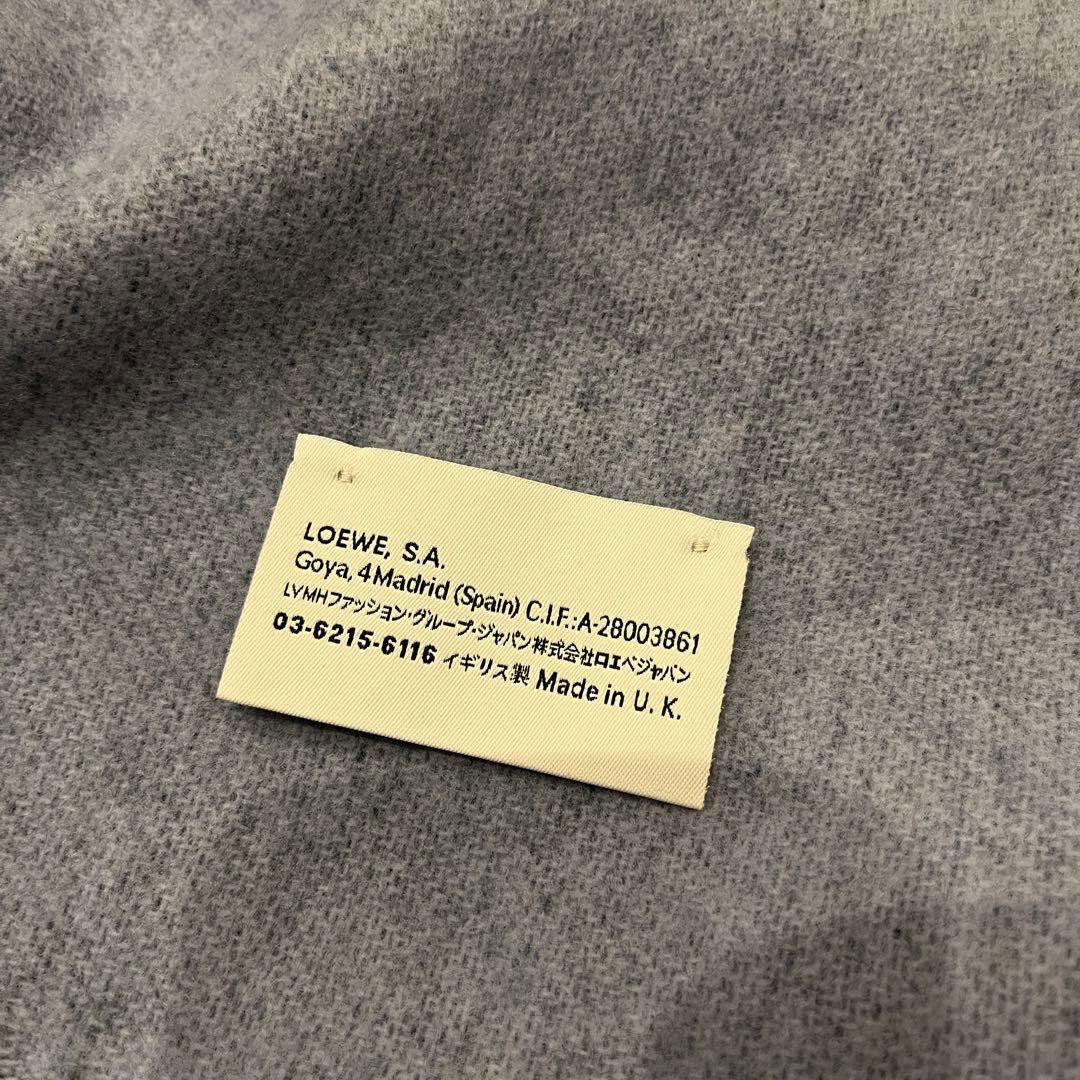 LOEWE, S.A.
Goya, 4 Madrid (Spain) C.I.F.:A-28003861
LVMHファッション・グループ・ジャパン株式会社ロエベジャパン
03-6215-6116 イギリス製 Made in U. K.